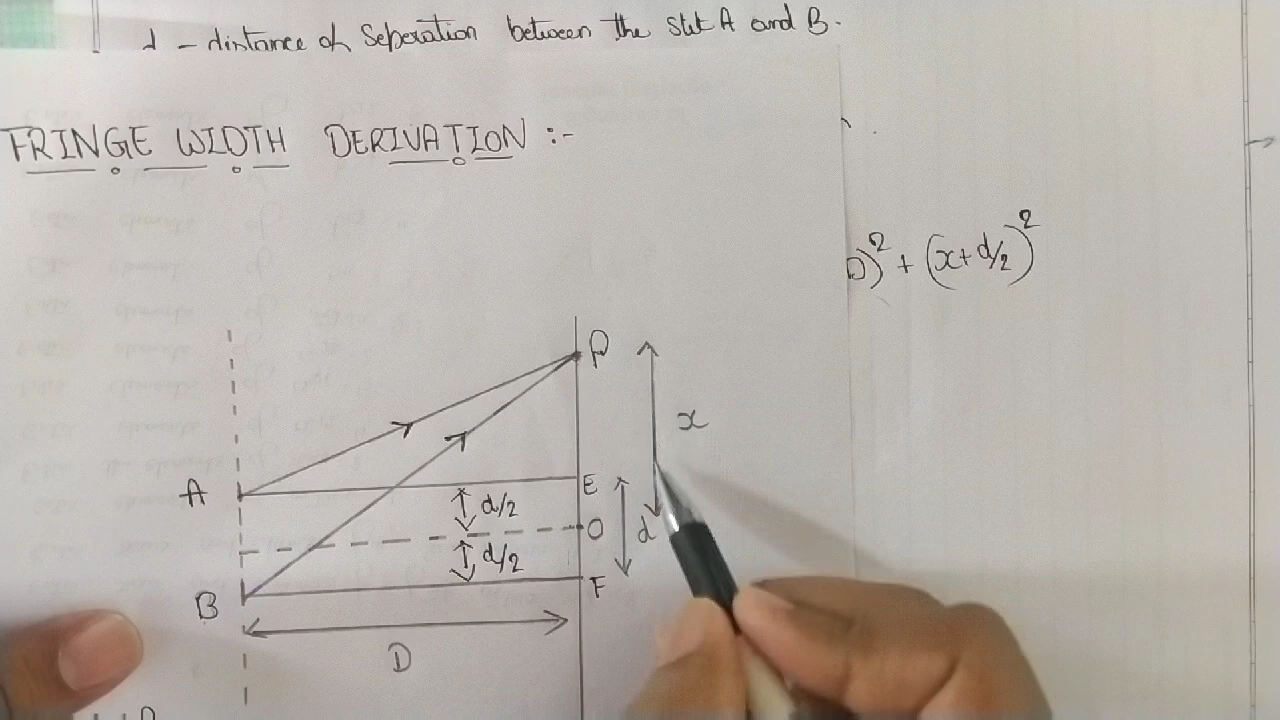 d - distance of Seperation between the slit A and B.
FRINGE WIDTH DERIVATION :-
)² + (x+d/2)²
P
x
A
E
d/2
O
d
d/2
B
F
D